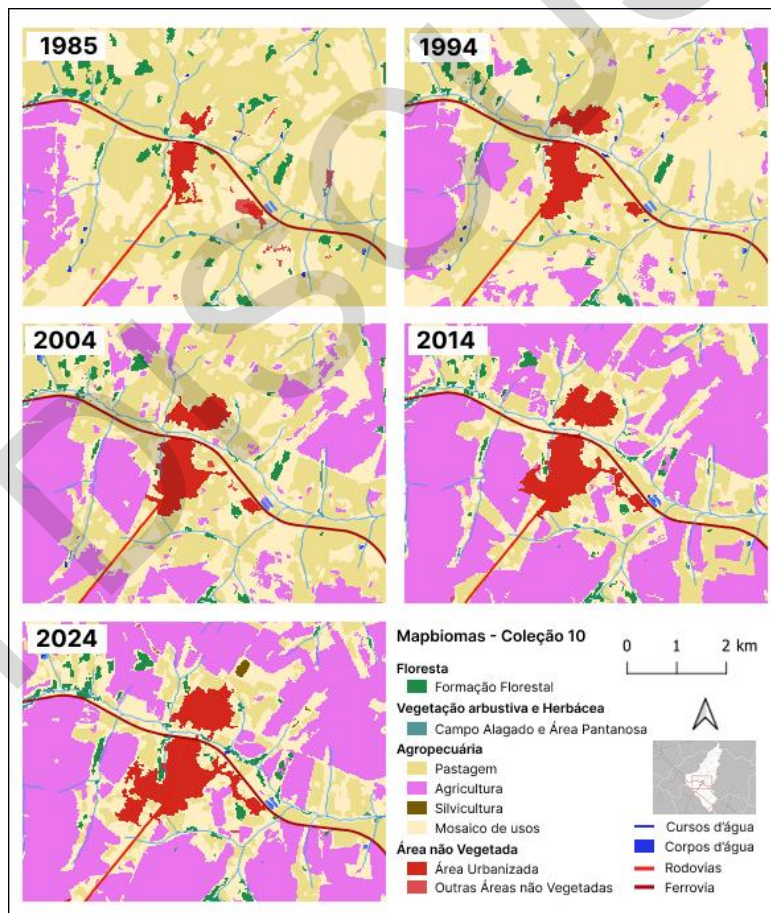 1985
1994
2004
2014
2024
Mapbiomas - Coleção 10
0 1 2 km
Floresta
Formação Florestal
Vegetação arbustiva e Herbácea
Campo Alagado e Área Pantanosa
Agropecuária
Pastagem
Agricultura
Silvicultura
Mosaico de usos
Área não Vegetada
Área Urbanizada
Outras Áreas não Vegetadas
Cursos d'água
Corpos d'água
Rodovias
Ferrovia